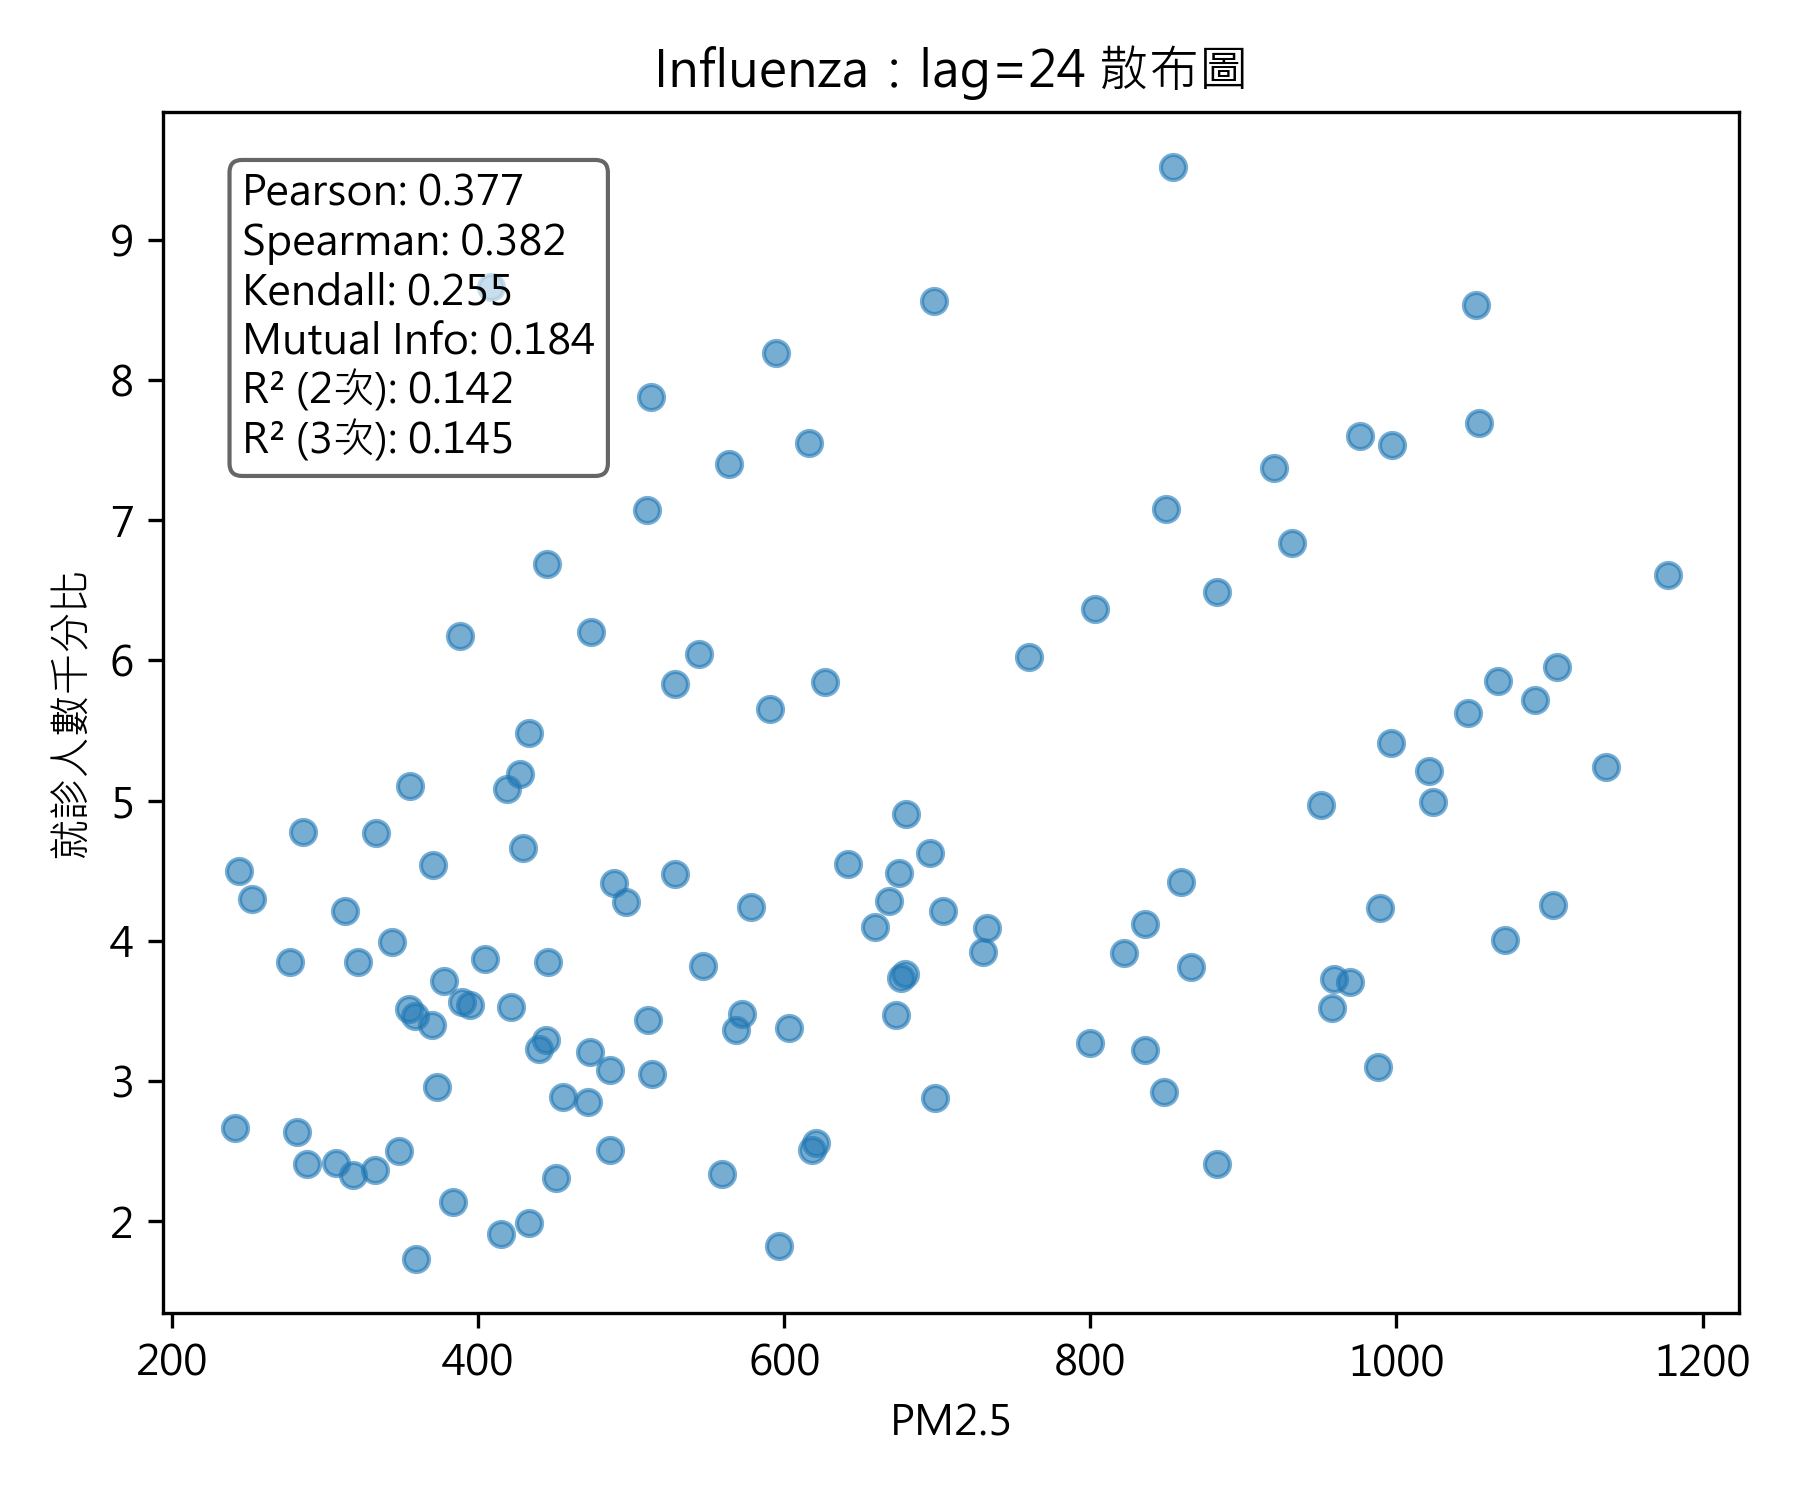 Influenza：lag=24 散布圖
Pearson: 0.377
Spearman: 0.382
Kendall: 0.255
Mutual Info: 0.184
R² (2次): 0.142
R² (3次): 0.145
就診人數千分比
9
8
7
6
5
4
3
2
200 400 600 800 1000 1200
PM2.5